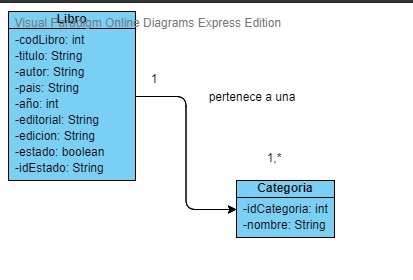 Visual Paradigm Online Diagrams Express Edition
Libro
-codLibro: int
-titulo: String
-autor: String
-pais: String
-año: int
-editorial: String
-edicion: String
-estado: boolean
-idEstado: String
1
pertenece a una
1,*
Categoria
-idCategoria: int
-nombre: String